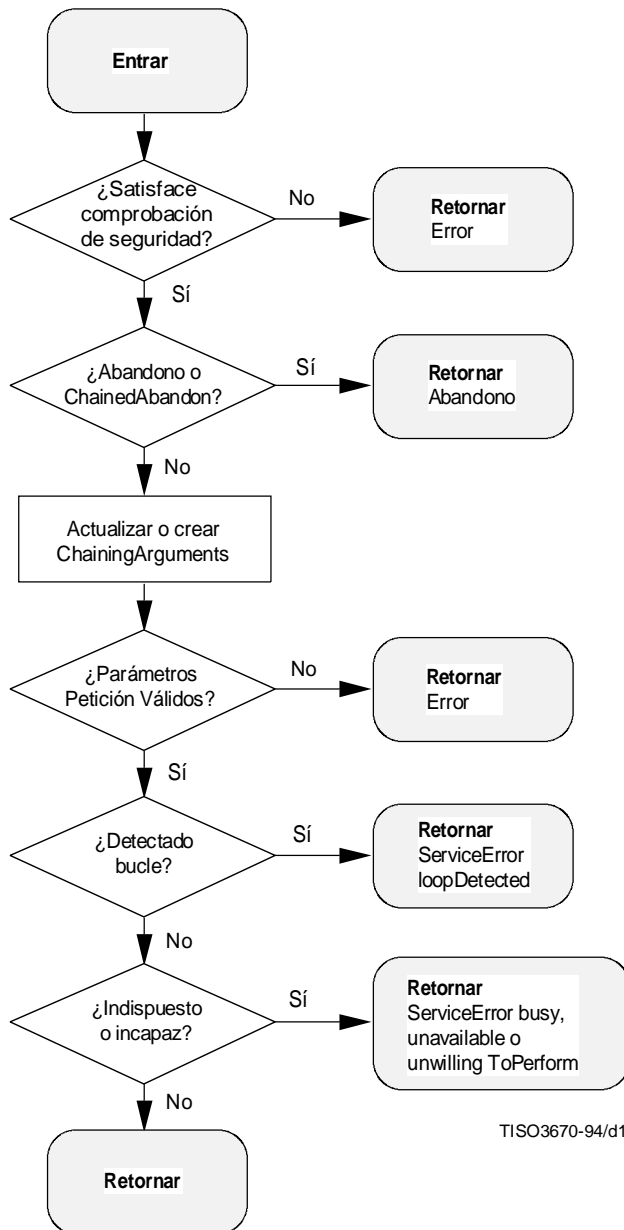 Entrar
¿Satisface
comprobación
de seguridad?
No
Retornar
Error
Sí
¿Abandono o
ChainedAbandon?
Sí
Retornar
Abandono
No
Actualizar o crear
ChainingArguments
¿Parámetros
Petición Válidos?
No
Retornar
Error
Sí
¿Detectado
bucle?
Sí
Retornar
ServiceError
loopDetected
No
¿Indispuesto
o incapaz?
Sí
Retornar
ServiceError busy,
unavailable o
unwilling ToPerform
No
TISO3670-94/d1
Retornar